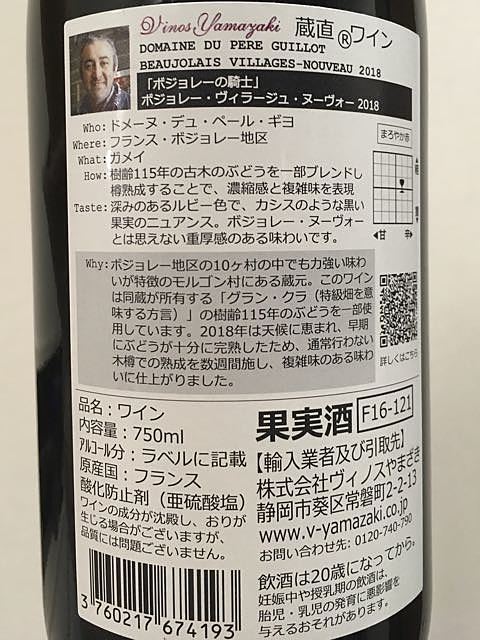 Vinos Yamazaki 蔵直®ワイン
DOMAINE DU PERE GUILLOT
BEAUJOLAIS VILLAGES-NOUVEAU 2018
「ボジョレーの騎士」
ボジョレー・ヴィラージュ・ヌーヴォー 2018
Who:ドメーヌ・デュ・ペール・ギヨ
Where:フランス・ボジョレー地区
What:ガメイ
How:樹齢115年の古木のぶどうを一部ブレンドし
樽熟成することで、濃縮感と複雑味を表現
Taste:深みのあるルビー色で、カシスのような黒い
果実のニュアンス。ボジョレー・ヌーヴォー
とは思えない重厚感のある味わいです。
まろやか赤
▲軽
重▼
◀甘 辛▶
詳しくはこちら
Why:ボジョレー地区の10ヶ村の中でも力強い味わ
いが特徴のモルゴン村にある蔵元。このワイン
は同蔵が所有する「グラン・クラ（特級畑を意
味する方言）」の樹齢115年のぶどうを一部使
用しています。2018年は天候に恵まれ、早期
にぶどうが十分に完熟したため、通常行わない
木樽での熟成を数週間施し、複雑味のある味わ
いに仕上がりました。
品名：ワイン
内容量：750ml
アルコール分：ラベルに記載
原産国：フランス
酸化防止剤（亜硫酸塩）
ワインの成分が沈殿し、おりが
生じる場合がございますが、
品質には問題ございません。
3 760217 674193
果実酒 F16-121
【輸入業者及び引取先】
株式会社ヴィノスやまざき
静岡市葵区常磐町2-2-13
www.v-yamazaki.co.jp
お問い合わせ先：0120-740-790
飲酒は20歳になってから。
妊娠中や授乳期の飲酒は、
胎児・乳児の発育に悪影響を
与えるおそれがあります。